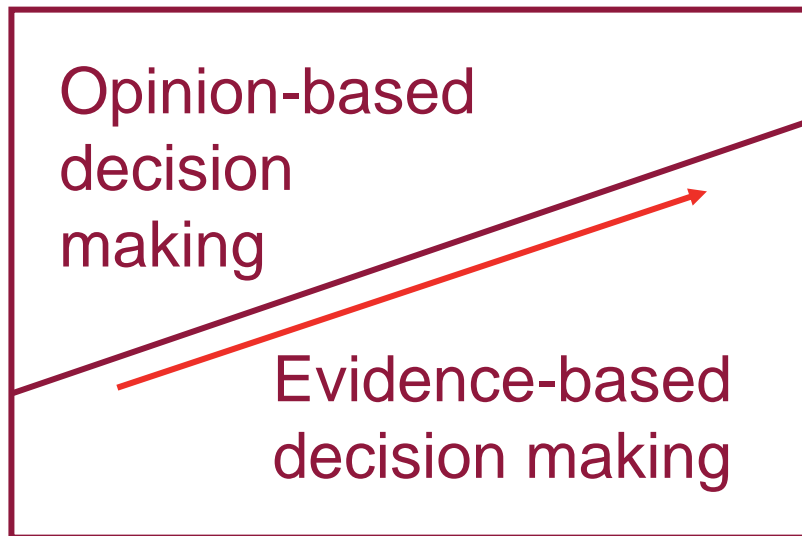 Opinion-based
decision
making
Evidence-based
decision making